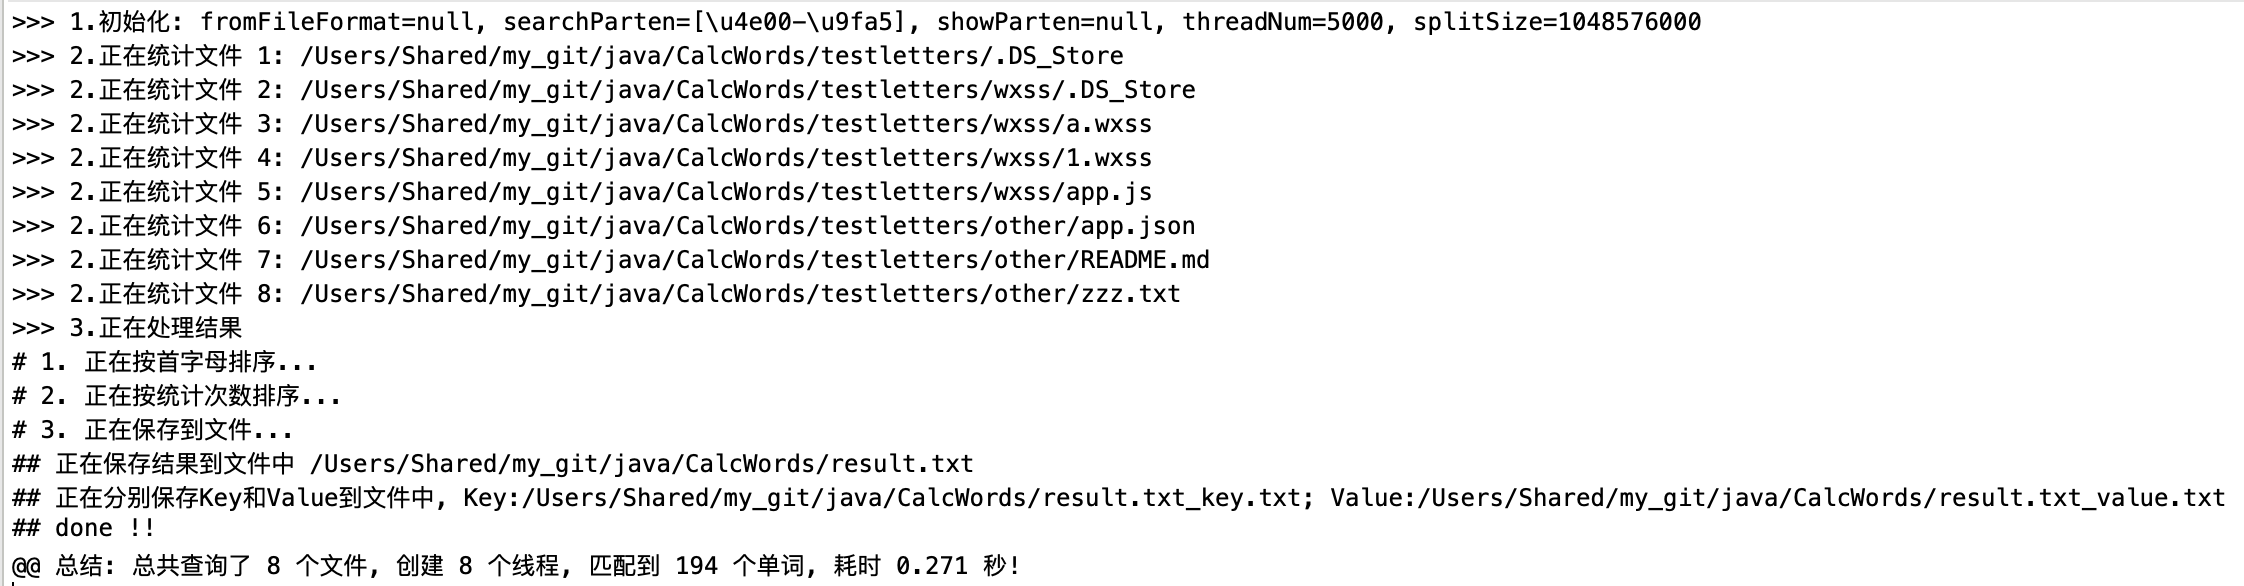 >>> 1.初始化: fromFileFormat=null, searchParten=[\u4e00-\u9fa5], showParten=null, threadNum=5000, splitSize=1048576000
>>> 2.正在统计文件 1: /Users/Shared/my_git/java/CalcWords/testletters/.DS_Store
>>> 2.正在统计文件 2: /Users/Shared/my_git/java/CalcWords/testletters/wxss/.DS_Store
>>> 2.正在统计文件 3: /Users/Shared/my_git/java/CalcWords/testletters/wxss/a.wxss
>>> 2.正在统计文件 4: /Users/Shared/my_git/java/CalcWords/testletters/wxss/1.wxss
>>> 2.正在统计文件 5: /Users/Shared/my_git/java/CalcWords/testletters/wxss/app.js
>>> 2.正在统计文件 6: /Users/Shared/my_git/java/CalcWords/testletters/other/app.json
>>> 2.正在统计文件 7: /Users/Shared/my_git/java/CalcWords/testletters/other/README.md
>>> 2.正在统计文件 8: /Users/Shared/my_git/java/CalcWords/testletters/other/zzz.txt
>>> 3.正在处理结果
# 1. 正在按首字母排序...
# 2. 正在按统计次数排序...
# 3. 正在保存到文件...
## 正在保存结果到文件中 /Users/Shared/my_git/java/CalcWords/result.txt
## 正在分别保存Key和Value到文件中, Key:/Users/Shared/my_git/java/CalcWords/result.txt_key.txt; Value:/Users/Shared/my_git/java/CalcWords/result.txt_value.txt
## done !!
@@ 总结: 总共查询了 8 个文件, 创建 8 个线程, 匹配到 194 个单词, 耗时 0.271 秒!